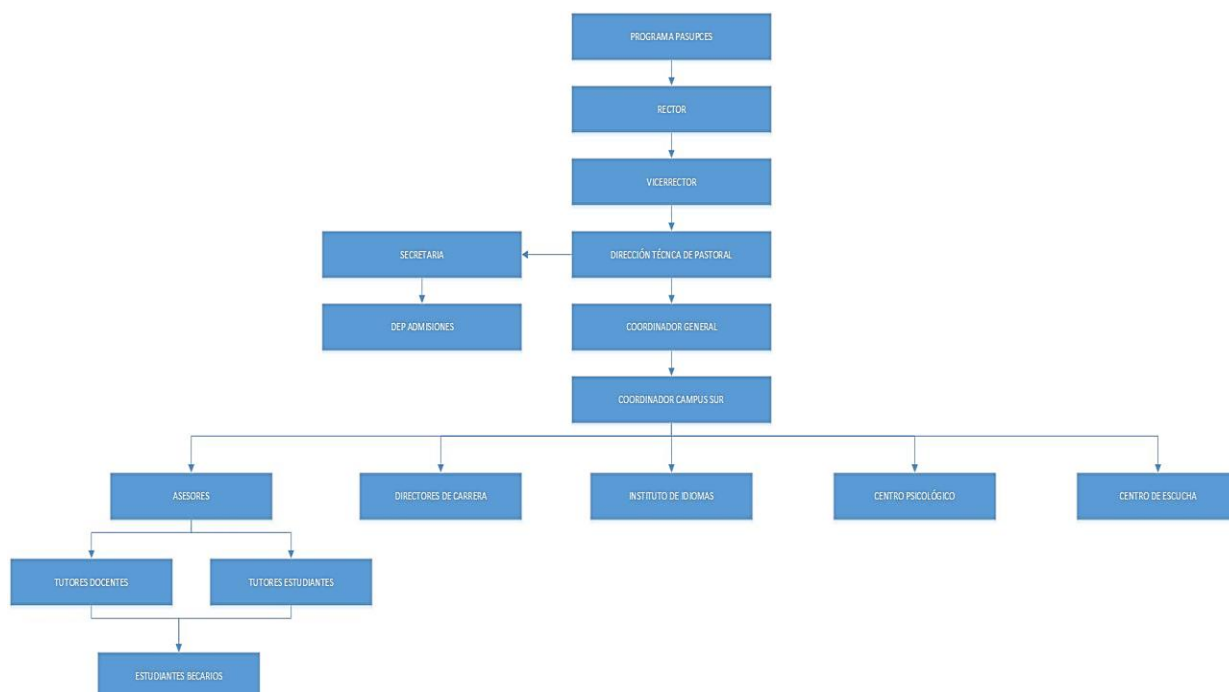 PROGRAMA PASUPCES
RECTOR
VICERRECTOR
SECRETARIA
DIRECCIÓN TÉCNICA DE PASTORAL
DEP ADMISIONES
COORDINADOR GENERAL
COORDINADOR CAMPUS SUR
ASESORES
DIRECTORES DE CARRERA
INSTITUTO DE IDIOMAS
CENTRO PSICOLÓGICO
CENTRO DE ESCUCHA
TUTORES DOCENTES
TUTORES ESTUDIANTES
ESTUDIANTES BECARIOS